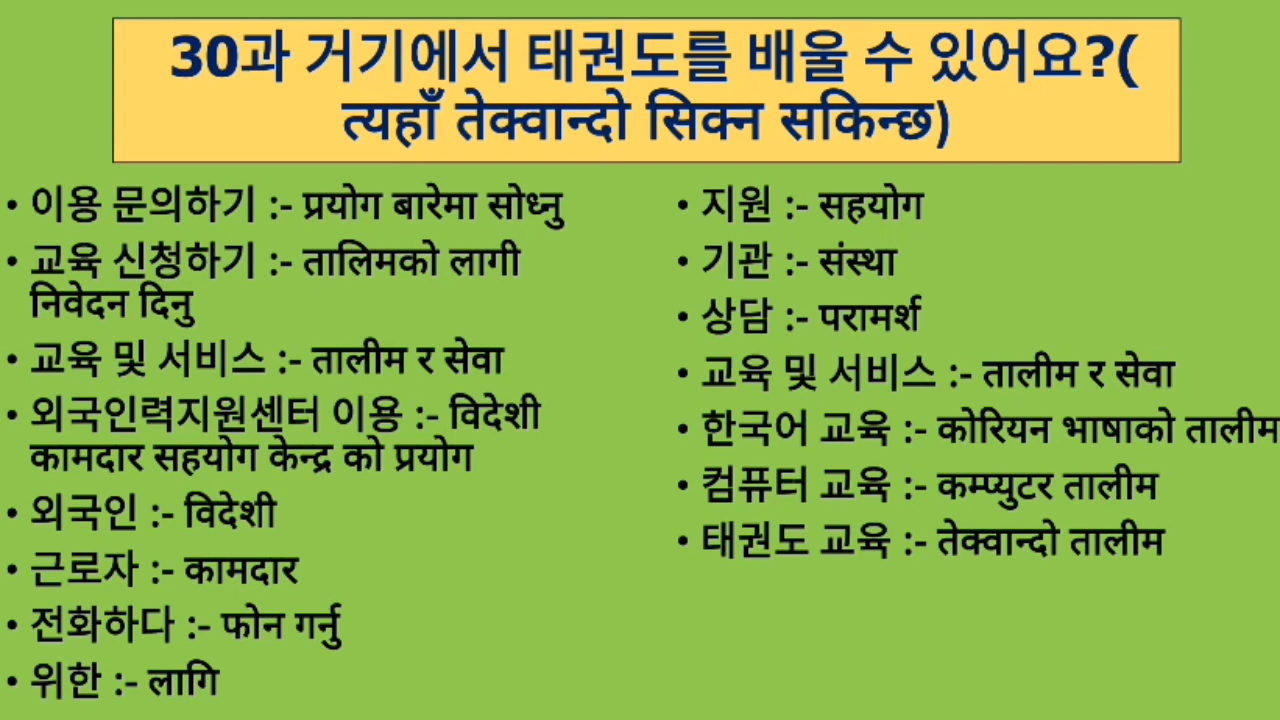 30과 거기에서 태권도를 배울 수 있어요?(
त्यहाँ तेक्वान्दो सिक्न सकिन्छ)
• 이용 문의하기 :- प्रयोग बारेमा सोध्नु
• 교육 신청하기 :- तालिमको लागी
निवेदन दिनु
• 교육 및 서비스 :- तालीम र सेवा
• 외국인력지원센터 이용 :- विदेशी
कामदार सहयोग केन्द्र को प्रयोग
• 외국인 :- विदेशी
• 근로자 :- कामदार
• 전화하다 :- फोन गर्नु
• 위한 :- लागि
• 지원 :- सहयोग
• 기관 :- संस्था
• 상담 :- परामर्श
• 교육 및 서비스 :- तालीम र सेवा
• 한국어 교육 :- कोरियन भाषाको तालीम
• 컴퓨터 교육 :- कम्प्युटर तालीम
• 태권도 교육 :- तेक्वान्दो तालीम